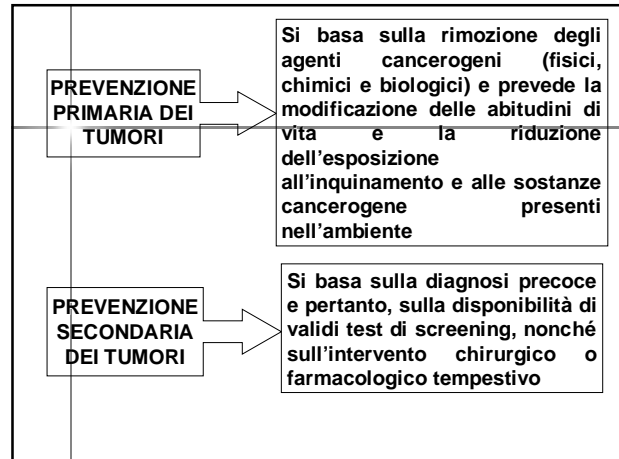 PREVENZIONE
PRIMARIA DEI
TUMORI
Si basa sulla rimozione degli
agenti cancerogeni (fisici,
chimici e biologici) e prevede la
modificazione delle abitudini di
vita e la riduzione
dell'esposizione
all'inquinamento e alle sostanze
cancerogene presenti
nell'ambiente
PREVENZIONE
SECONDARIA
DEI TUMORI
Si basa sulla diagnosi precoce
e pertanto, sulla disponibilità di
validi test di screening, nonché
sull'intervento chirurgico o
farmacologico tempestivo